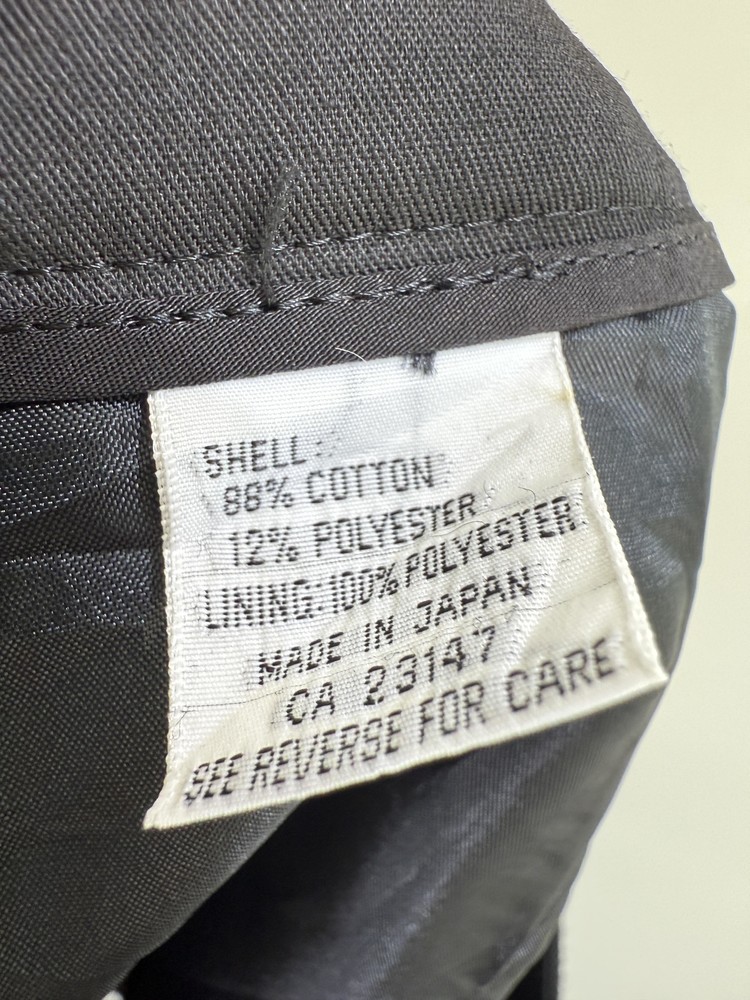 SHELL:
88% COTTON
12% POLYESTER
LINING:100% POLYESTER
MADE IN JAPAN
CA 23147
SEE REVERSE FOR CARE